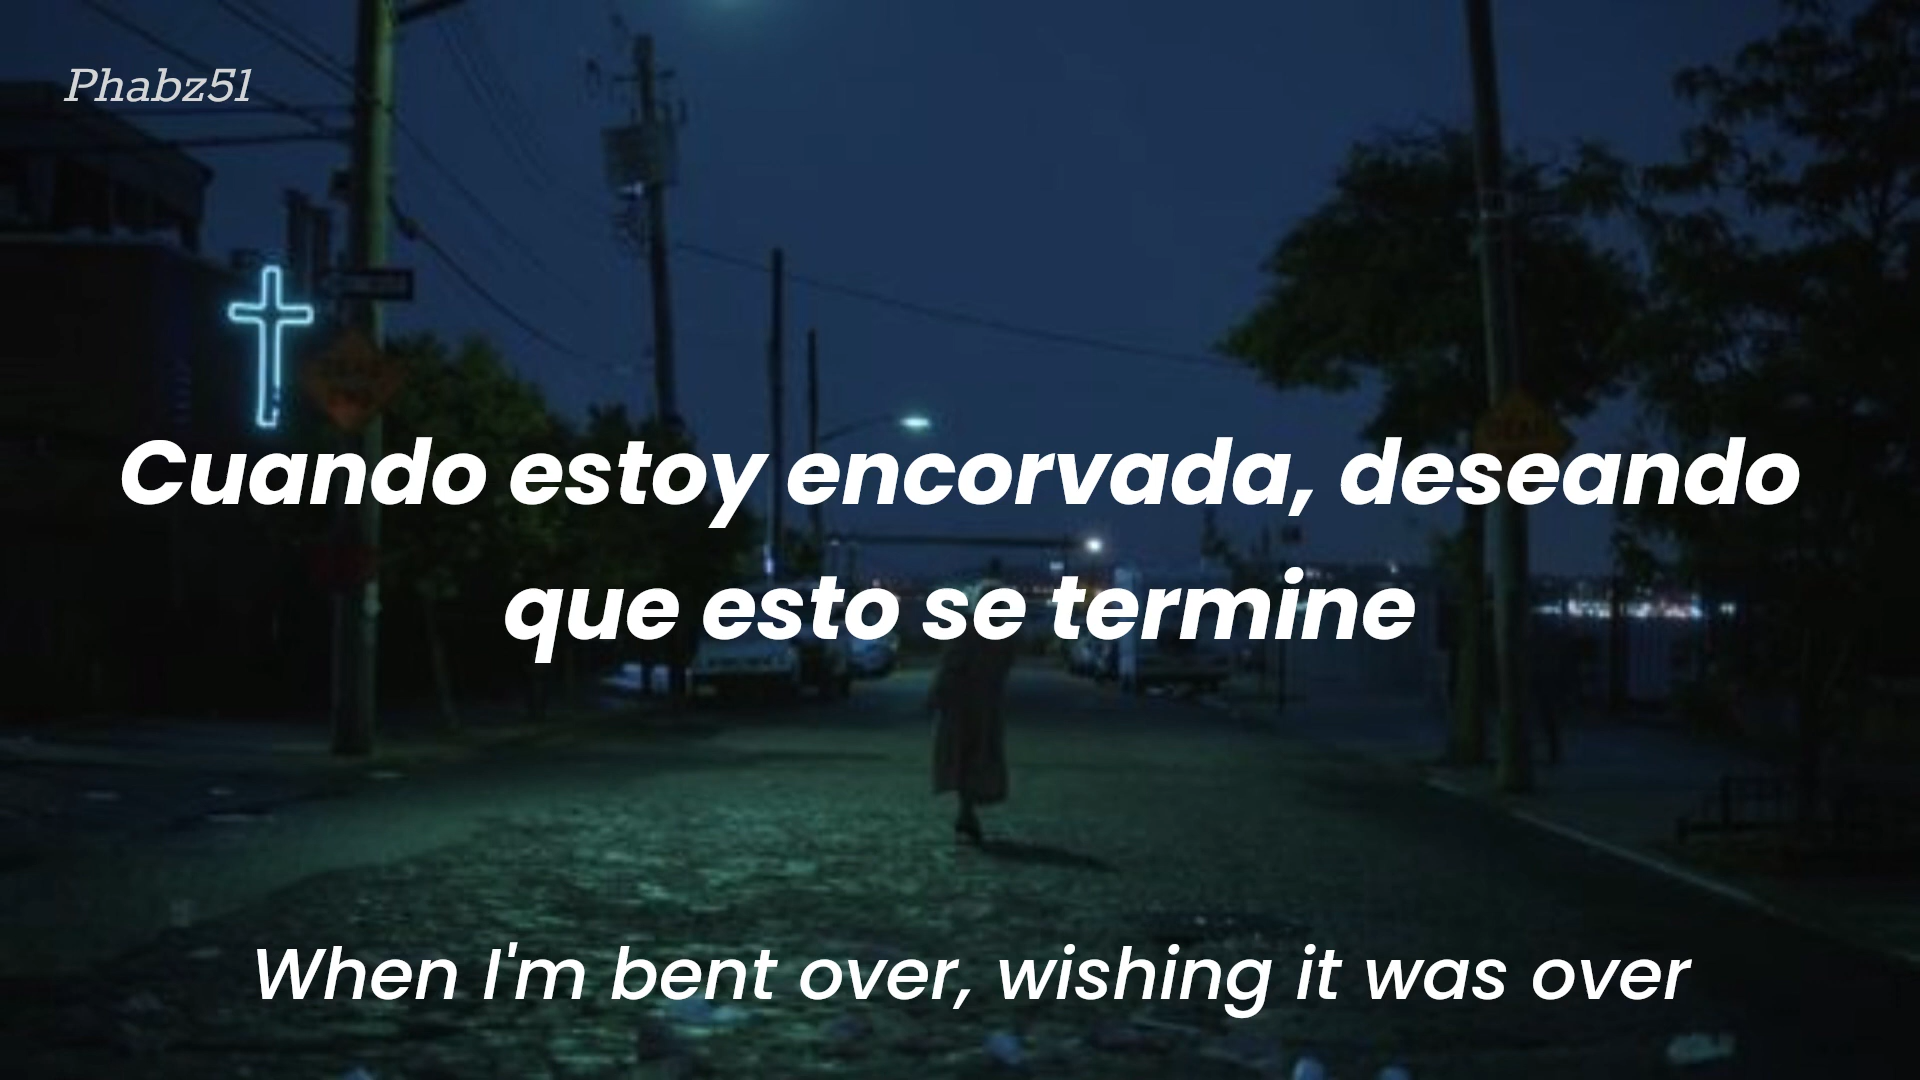 Phabz51
Cuando estoy encorvada, deseando
que esto se termine
When I'm bent over, wishing it was over